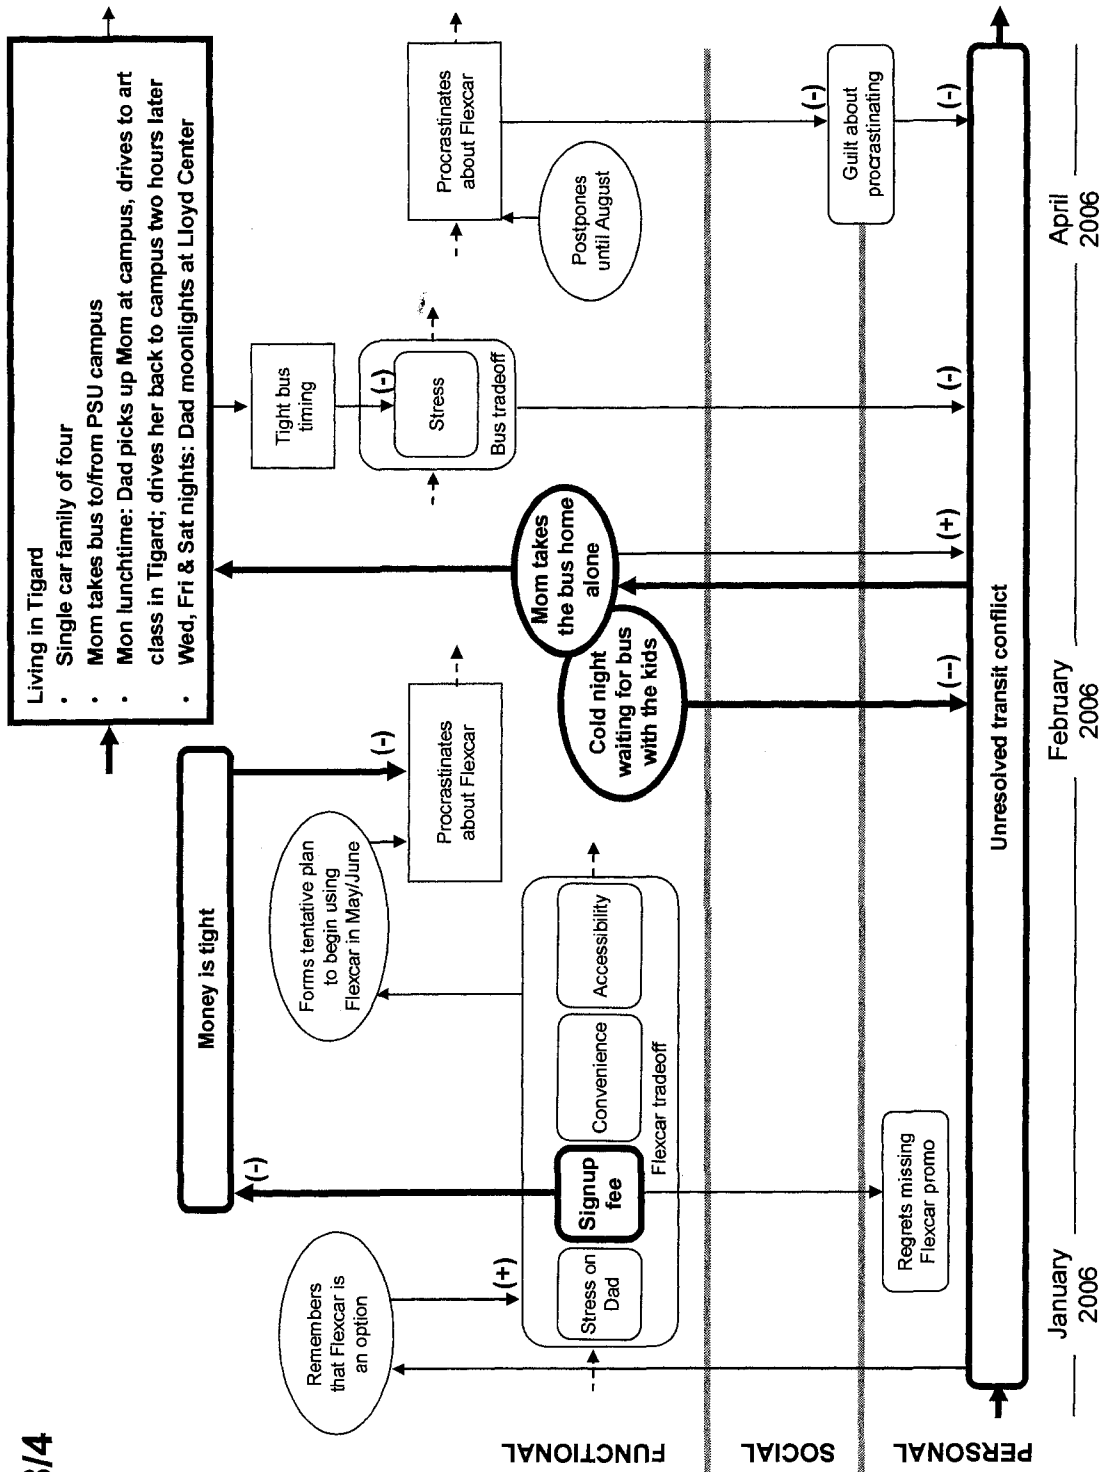 3/4
Living in Tigard
• Single car family of four
• Mom takes bus to/from PSU campus
• Mon lunchtime: Dad picks up Mom at campus, drives to art
class in Tigard; drives her back to campus two hours later
• Wed, Fri & Sat nights: Dad moonlights at Lloyd Center
Money is tight
(-)
(-)
Remembers
that Flexcar is
an option
(+)
Forms tentative plan
to begin using
Flexcar in May/June
Procrastinates
about Flexcar
Tight bus
timing
(-)
Stress
Bus tradeoff
Procrastinates
about Flexcar
Postpones
until August
FUNCTIONAL
Stress on
Dad
Signup
fee
Convenience
Accessibility
Flexcar tradeoff
Cold night
waiting for bus
with the kids
Mom takes
the bus home
alone
SOCIAL
(-)
Guilt about
procrastinating
PERSONAL
Regrets missing
Flexcar promo
(--)
(+)
(-)
(-)
Unresolved transit conflict
January
2006
February
2006
April
2006